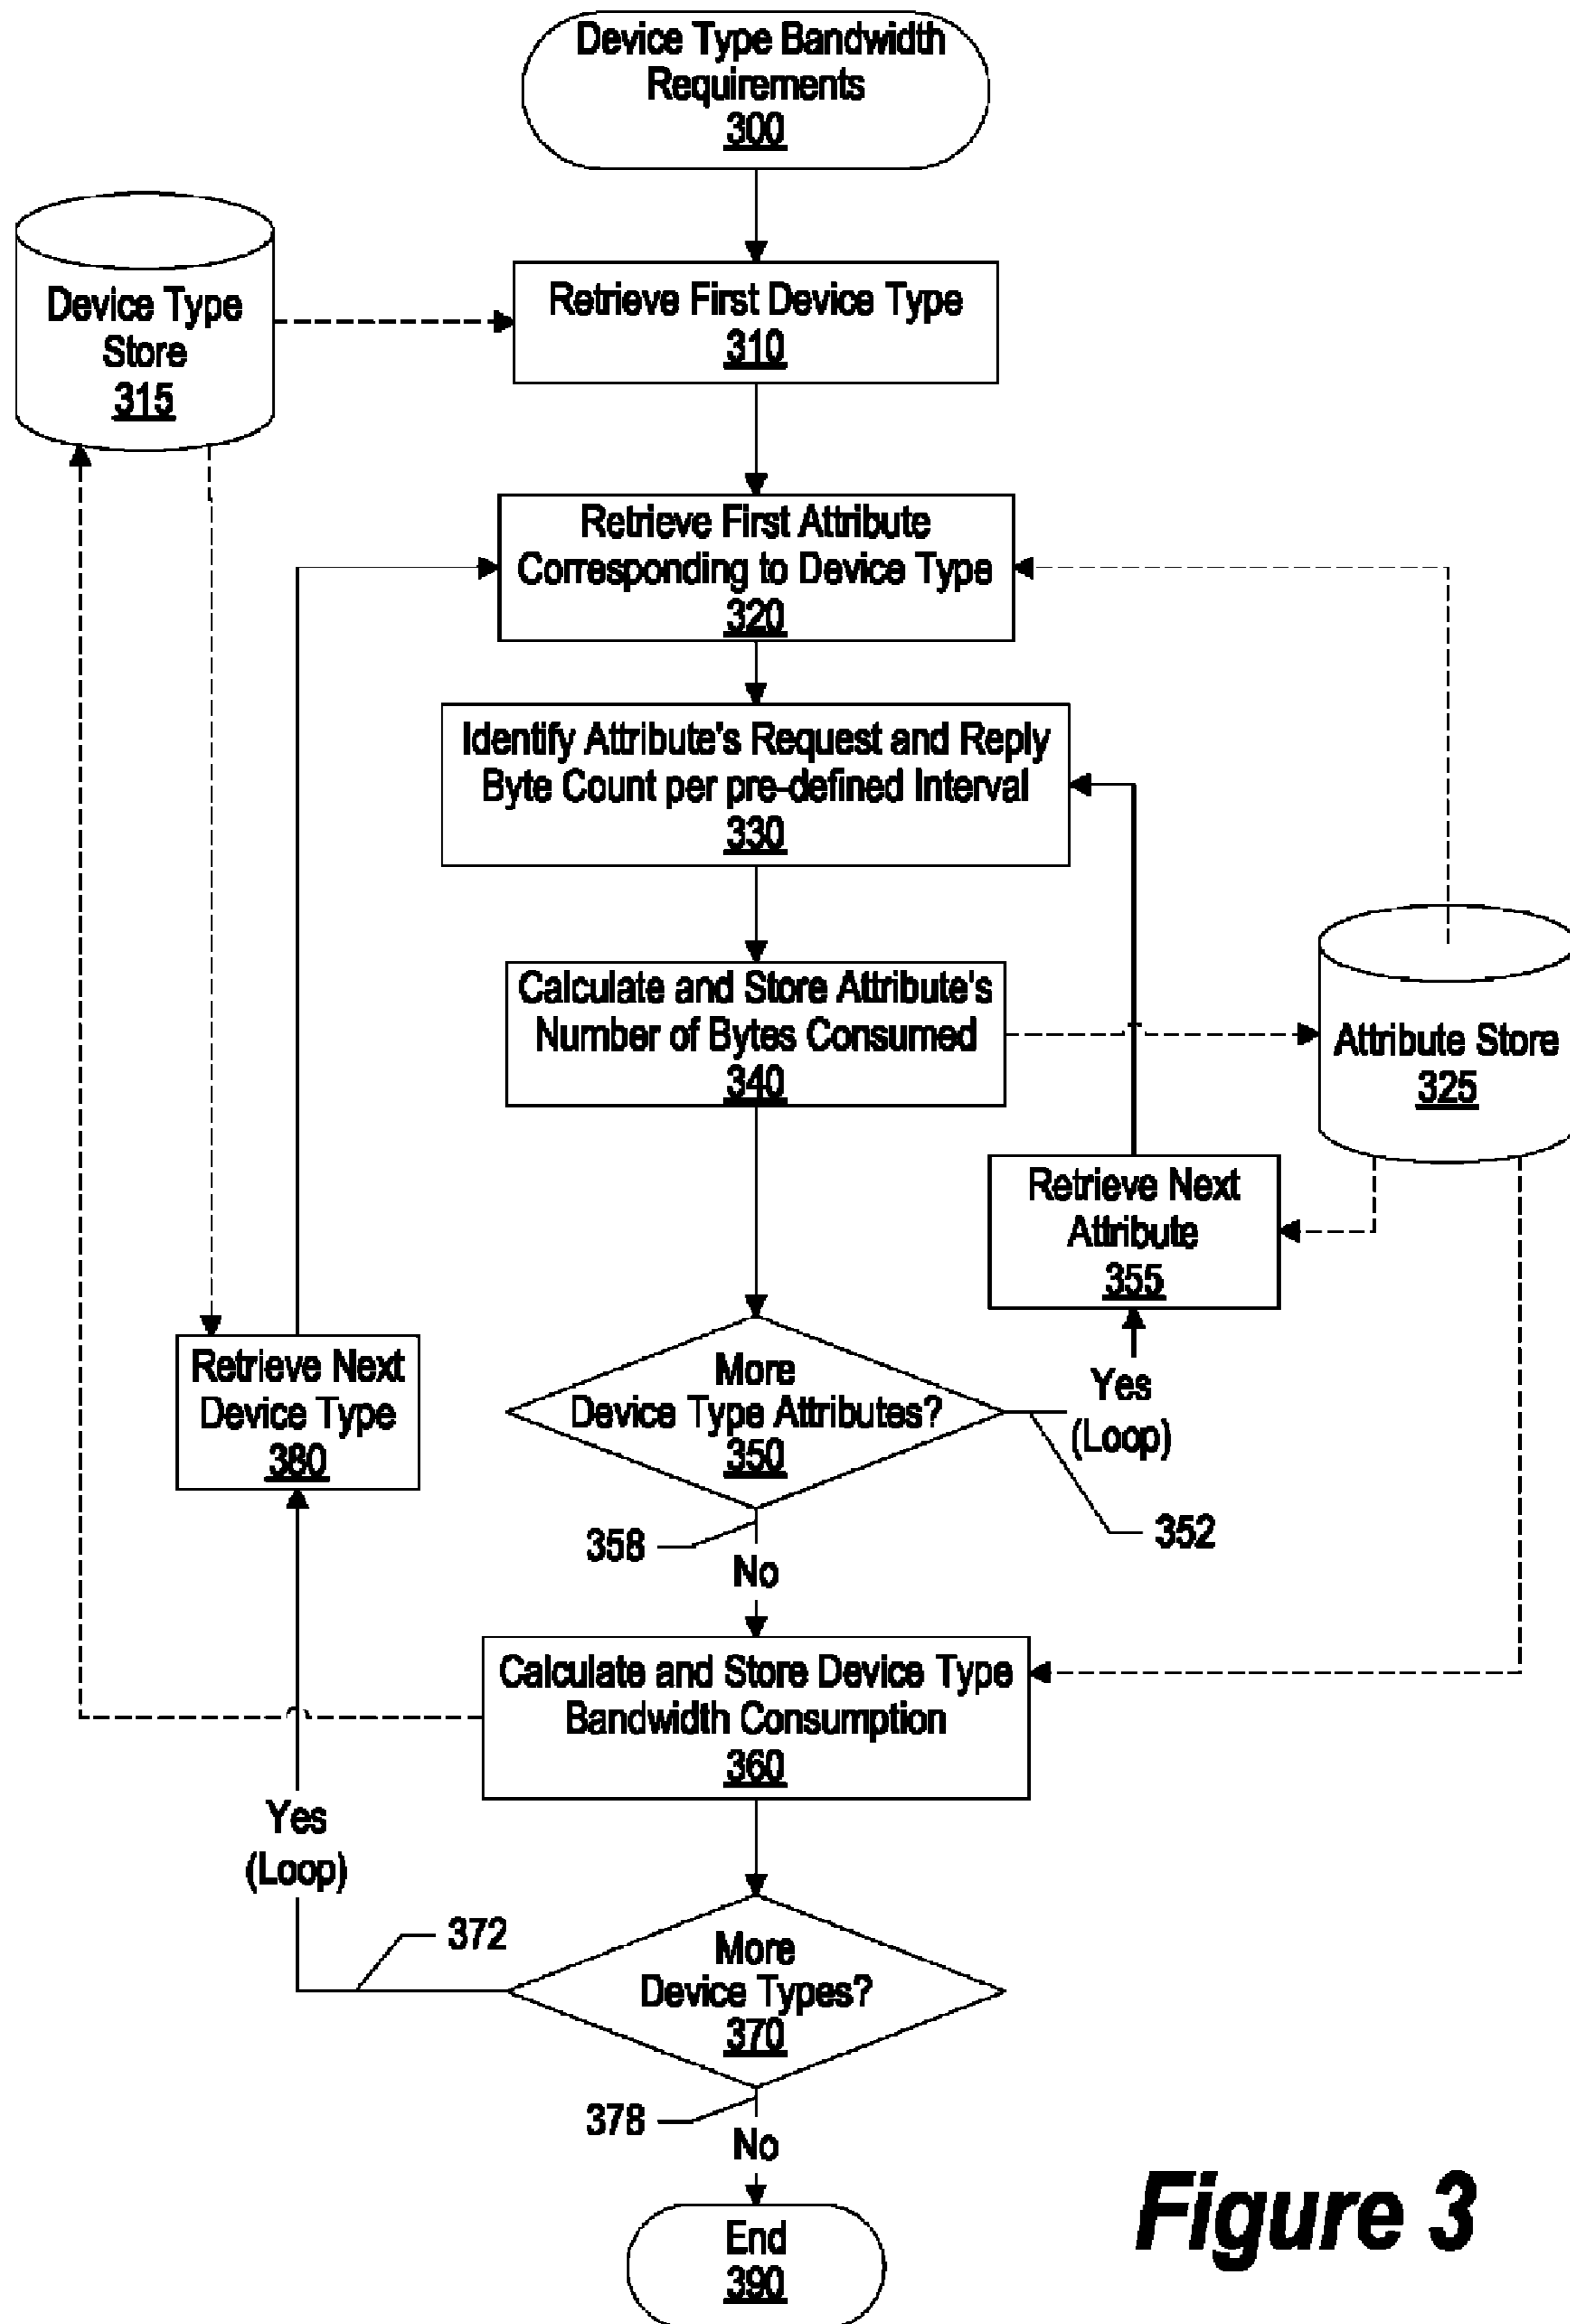 Device Type Bandwidth
Requirements
300
Device Type
Store
315
Retrieve First Device Type
310
Retrieve First Attribute
Corresponding to Device Type
320
Identify Attribute's Request and Reply
Byte Count per pre-defined Interval
330
Calculate and Store Attribute's
Number of Bytes Consumed
340
Attribute Store
325
Retrieve Next
Attribute
355
Retrieve Next
Device Type
380
More
Device Type Attributes?
350
Yes
(Loop)
352
358
No
Calculate and Store Device Type
Bandwidth Consumption
360
Yes
(Loop)
372
More
Device Types?
370
378
No
End
390
Figure 3